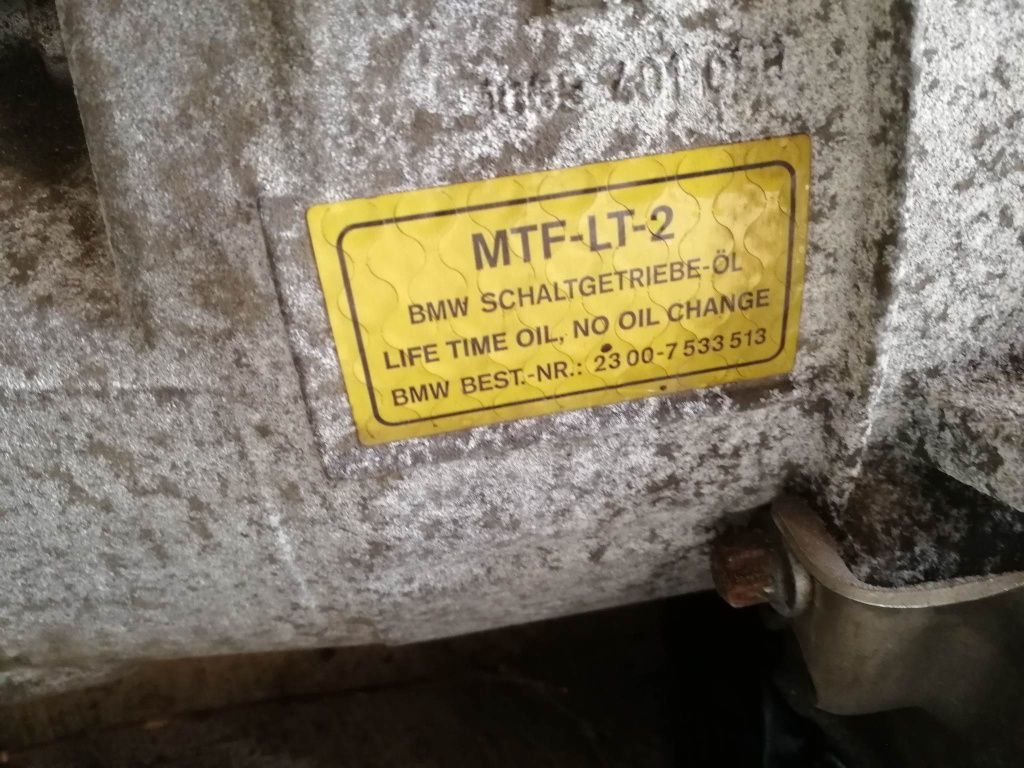 MTF-LT-2
BMW SCHALTGETRIEBE-ÖL
LIFE TIME OIL, NO OIL CHANGE
BMW BEST.-NR.: 23 00-7 533 513